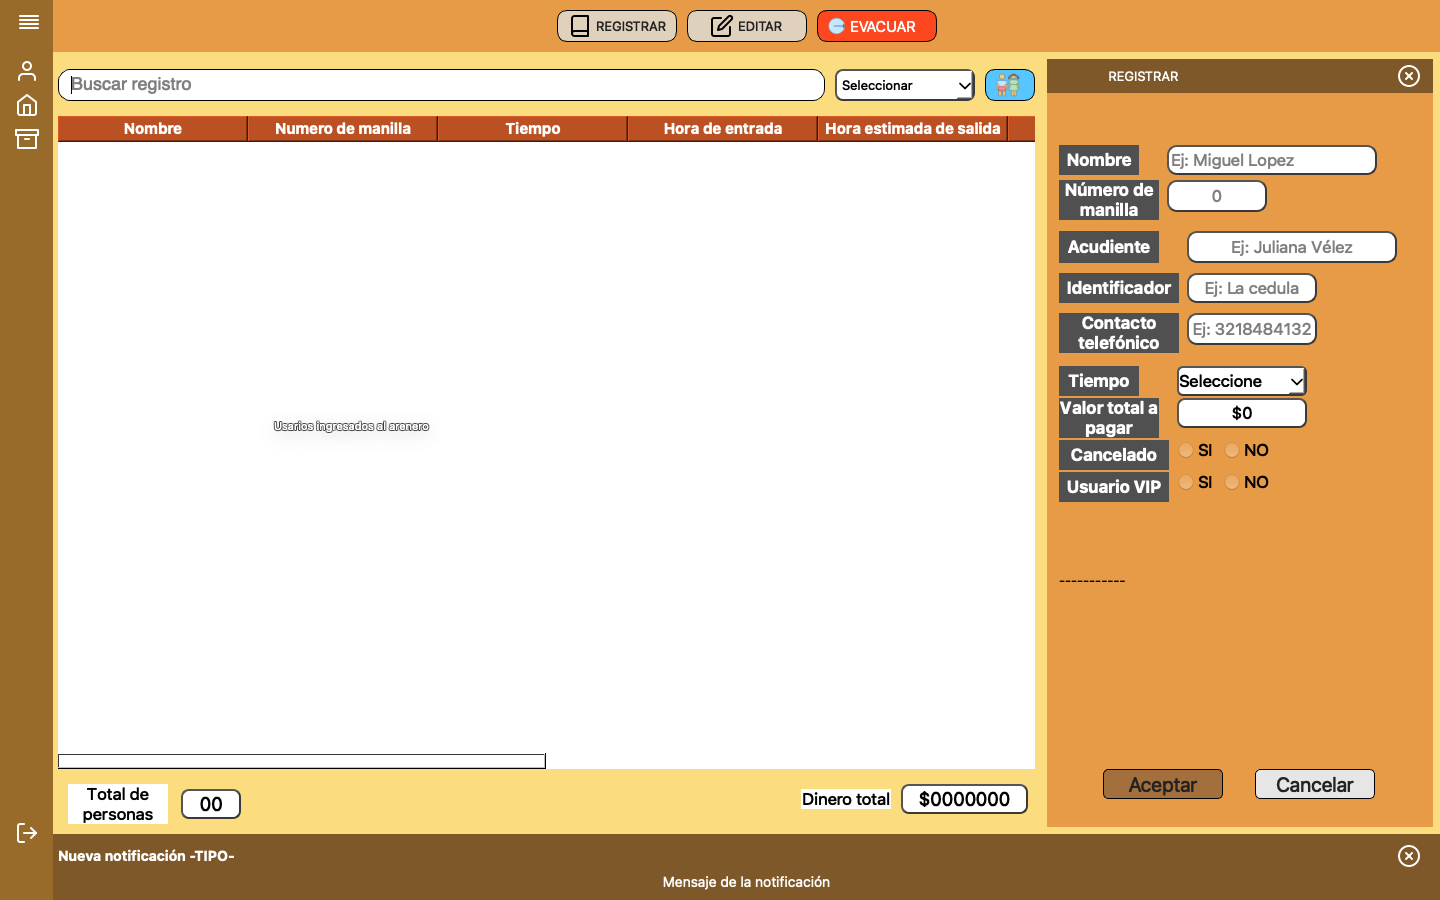 REGISTRAR EDITAR EVACUAR
Buscar registro Seleccionar
REGISTRAR
Nombre Numero de manilla Tiempo Hora de entrada Hora estimada de salida
Usarios ingresados al arenero
Nombre Ej: Miguel Lopez
Número de
manilla
0
Acudiente Ej: Juliana Vélez
Identificador Ej: La cedula
Contacto
telefónico
Ej: 3218484132
Tiempo Seleccione
Valor total a
pagar
$0
Cancelado SI NO
Usuario VIP SI NO
-----------
Aceptar Cancelar
Total de
personas
00
Dinero total $0000000
Nueva notificación -TIPO-
Mensaje de la notificación